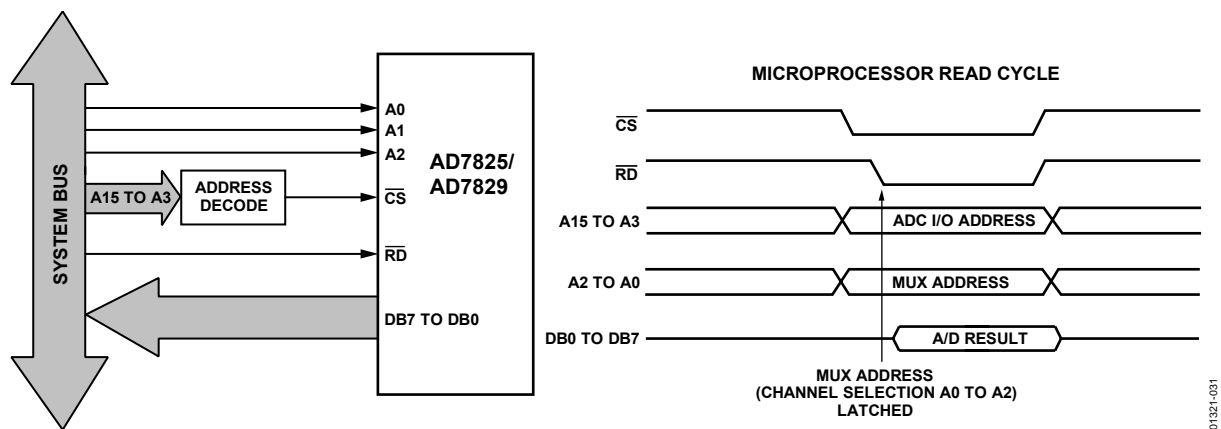 SYSTEM BUS
A15 TO A3
ADDRESS
DECODE
A0
A1
A2
CS
RD
DB7 TO DB0
AD7825/
AD7829
MICROPROCESSOR READ CYCLE
CS
RD
A15 TO A3
ADC I/O ADDRESS
A2 TO A0
MUX ADDRESS
DB0 TO DB7
A/D RESULT
MUX ADDRESS
(CHANNEL SELECTION A0 TO A2)
LATCHED
01321-031